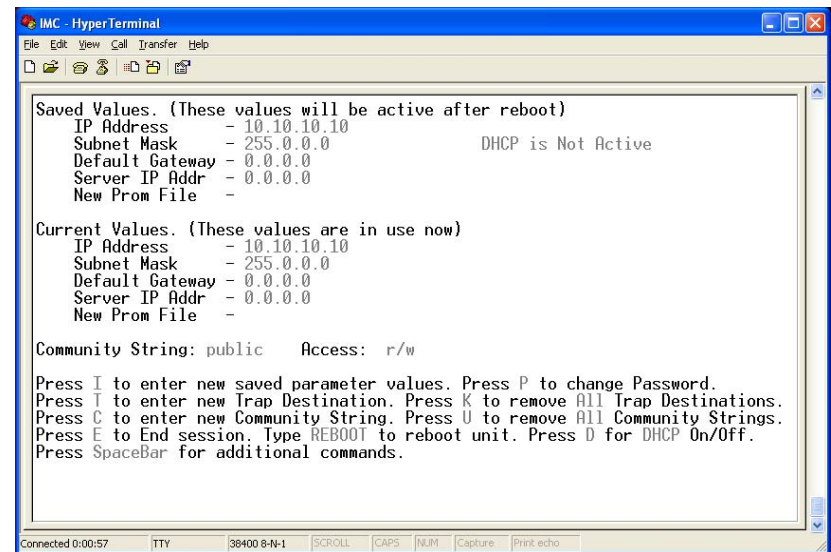 IMC - HyperTerminal
File Edit View Call Transfer Help
Saved Values. (These values will be active after reboot)
IP Address - 10.10.10.10
Subnet Mask - 255.0.0.0 DHCP is Not Active
Default Gateway - 0.0.0.0
Server IP Addr - 0.0.0.0
New Prom File -
Current Values. (These values are in use now)
IP Address - 10.10.10.10
Subnet Mask - 255.0.0.0
Default Gateway - 0.0.0.0
Server IP Addr - 0.0.0.0
New Prom File -
Community String: public Access: r/w
Press I to enter new saved parameter values. Press P to change Password.
Press T to enter new Trap Destination. Press K to remove All Trap Destinations.
Press C to enter new Community String. Press U to remove All Community Strings.
Press E to End session. Type REBOOT to reboot unit. Press D for DHCP On/Off.
Press SpaceBar for additional commands.
Connected 0:00:57 TTY 38400 8-N-1 SCROLL CAPS NUM Capture Print echo